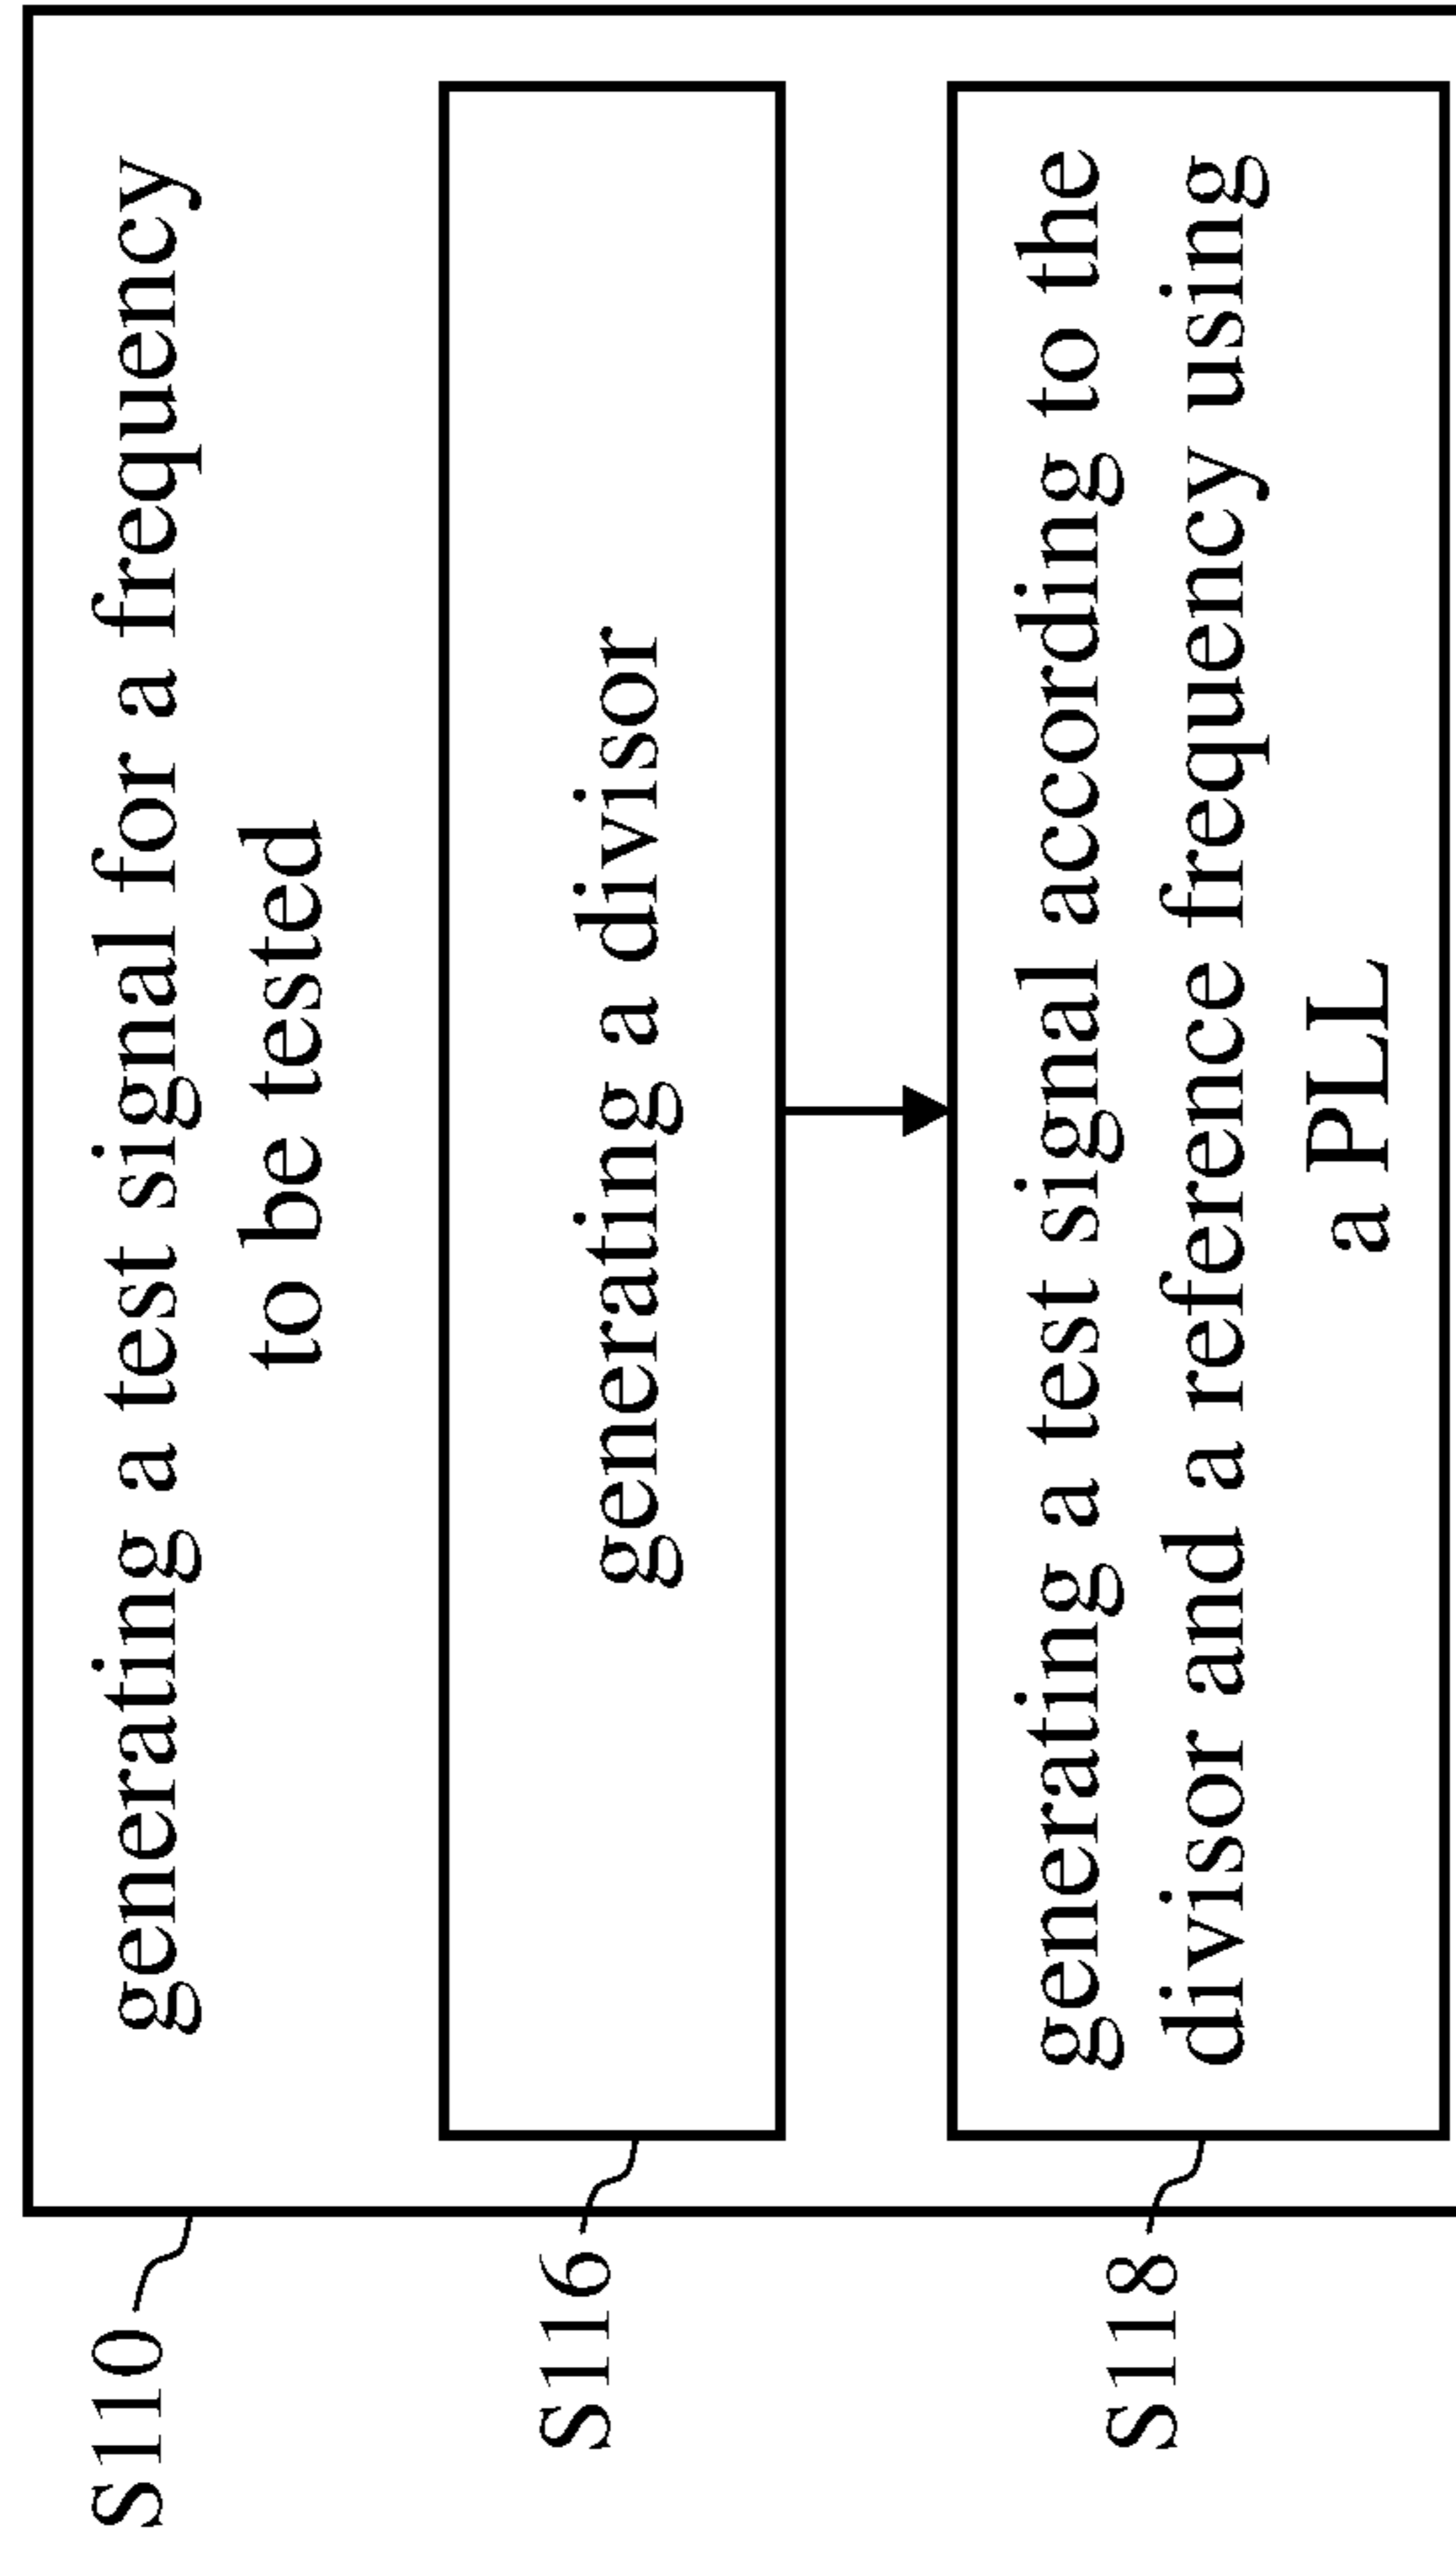 S110
generating a test signal for a frequency
to be tested
S116
generating a divisor
S118
generating a test signal according to the
divisor and a reference frequency using
a PLL